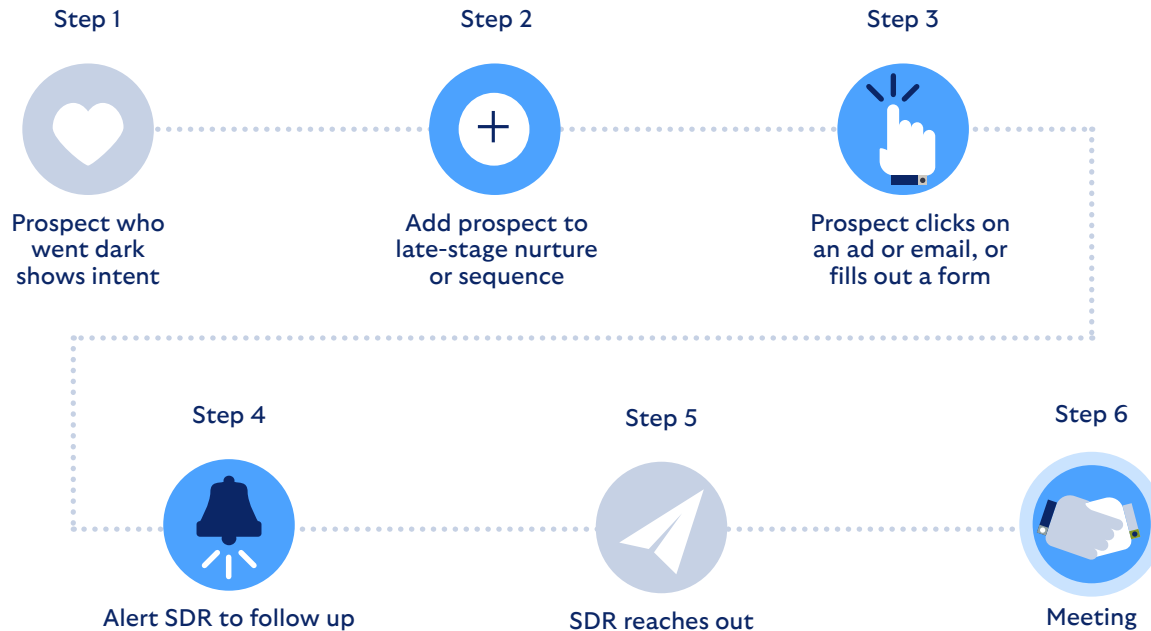 Step 1
Step 2
Step 3
Prospect who
went dark
shows intent
Add prospect to
late-stage nurture
or sequence
Prospect clicks on
an ad or email, or
fills out a form
Step 4
Step 5
Step 6
Alert SDR to follow up
SDR reaches out
Meeting